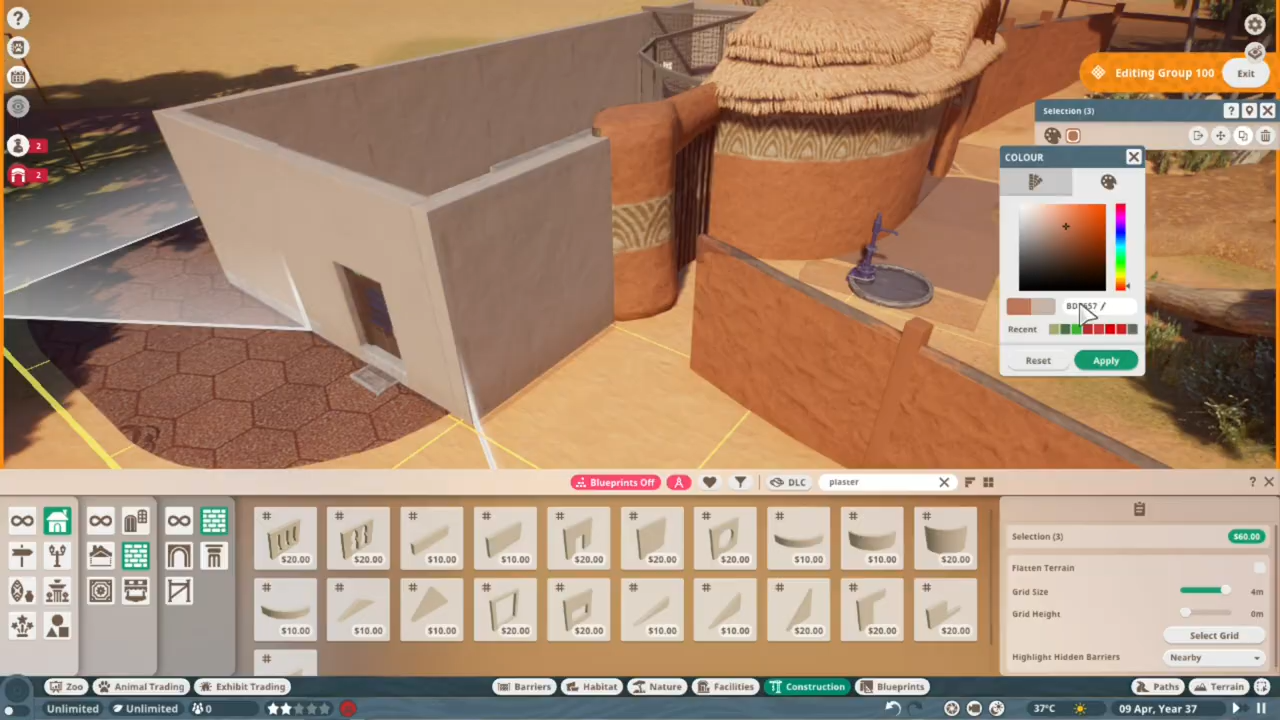 ?
2
2
Editing Group 100
Exit
Selection (3)
?
COLOUR
Recent
Reset
Apply
Blueprints Off
DLC
plaster
?
# $20.00
# $20.00
# $10.00
# $10.00
# $20.00
# $20.00
# $20.00
# $10.00
# $10.00
# $20.00
# $10.00
# $10.00
# $10.00
# $20.00
# $20.00
# $10.00
# $10.00
# $20.00
# $20.00
# $20.00
#
Selection (3)
$60.00
Flatten Terrain
Grid Size
4m
Grid Height
0m
Select Grid
Highlight Hidden Barriers
Nearby
Zoo
Animal Trading
Exhibit Trading
Barriers
Habitat
Nature
Facilities
Construction
Blueprints
Paths
Terrain
Unlimited
Unlimited
0
37°C
09 Apr, Year 37